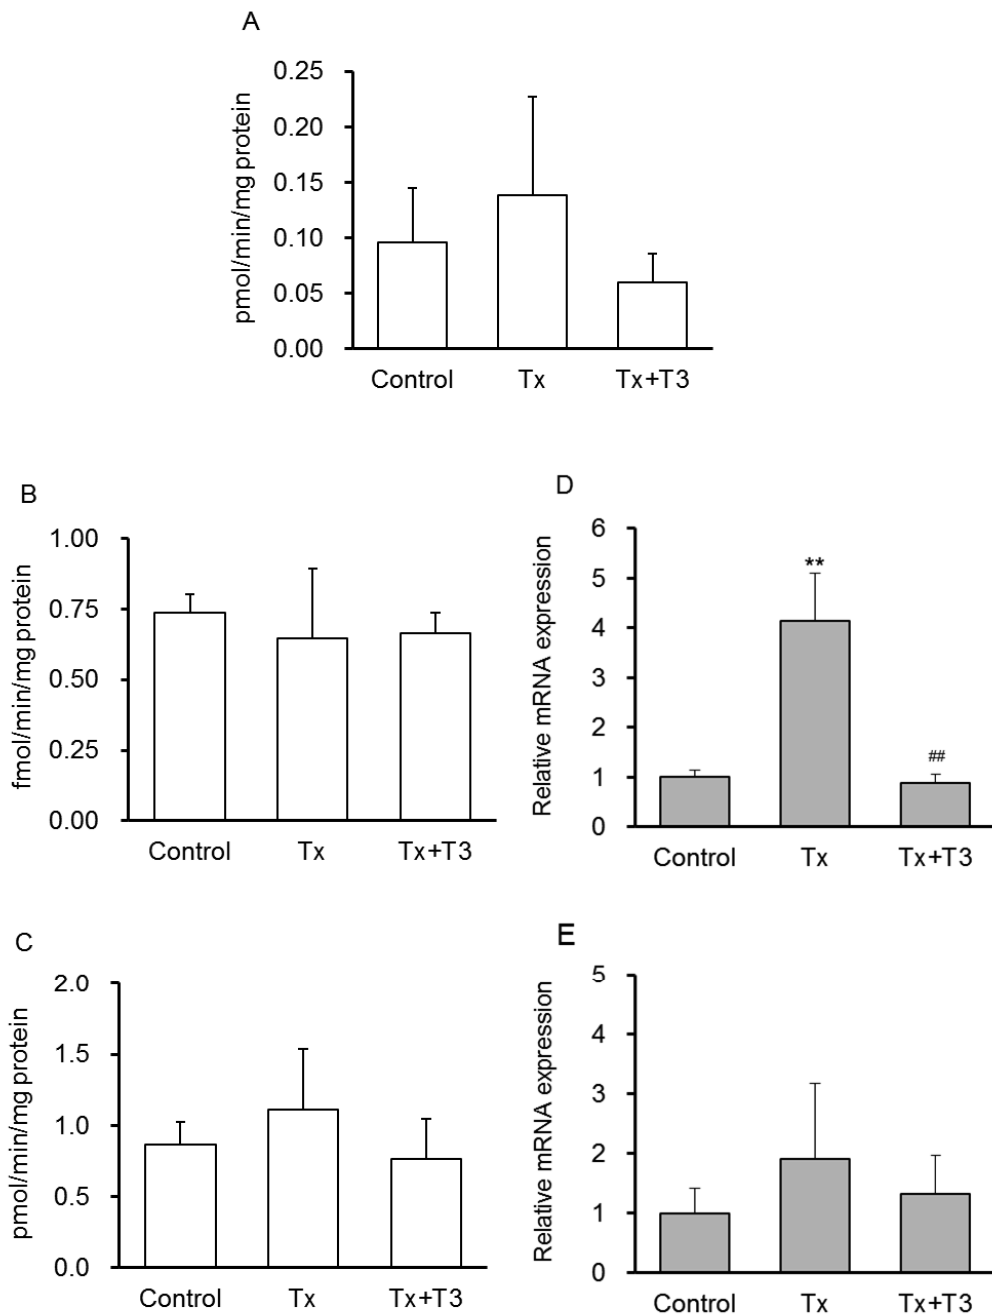 A
pmol/min/mg protein
0.25
0.20
0.15
0.10
0.05
0.00
Control Tx Tx+T3
B
fmol/min/mg protein
1.00
0.75
0.50
0.25
0.00
Control Tx Tx+T3
D
Relative mRNA expression
6
5
4
3
2
1
0
**
##
Control Tx Tx+T3
C
pmol/min/mg protein
2.0
1.5
1.0
0.5
0.0
Control Tx Tx+T3
E
Relative mRNA expression
5
4
3
2
1
0
Control Tx Tx+T3